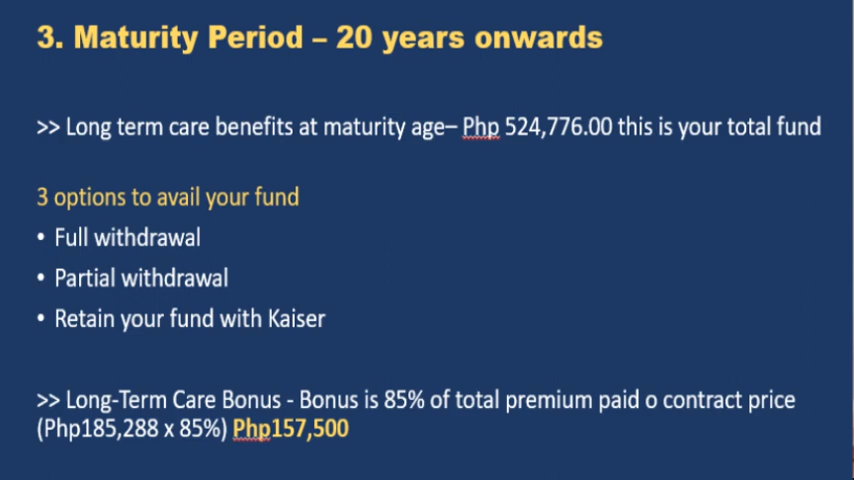 3. Maturity Period – 20 years onwards
>> Long term care benefits at maturity age– Php 524,776.00 this is your total fund
3 options to avail your fund
• Full withdrawal
• Partial withdrawal
• Retain your fund with Kaiser
>> Long-Term Care Bonus - Bonus is 85% of total premium paid o contract price
(Php185,288 x 85%) Php157,500